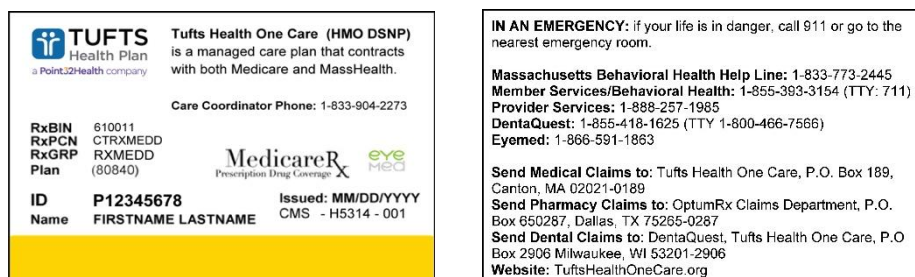 TUFTS
Health Plan
a Point32Health company
Tufts Health One Care (HMO DSNP)
is a managed care plan that contracts
with both Medicare and MassHealth.
Care Coordinator Phone: 1-833-904-2273
RxBIN 610011
RxPCN CTRXMEDD
RxGRP RXMEDD
Plan (80840)
MedicareRx
Prescription Drug Coverage
eye
med
ID P12345678
Name FIRSTNAME LASTNAME
Issued: MM/DD/YYYY
CMS - H5314 - 001
IN AN EMERGENCY: if your life is in danger, call 911 or go to the
nearest emergency room.
Massachusetts Behavioral Health Help Line: 1-833-773-2445
Member Services/Behavioral Health: 1-855-393-3154 (TTY: 711)
Provider Services: 1-888-257-1985
DentaQuest: 1-855-418-1625 (TTY 1-800-466-7566)
Eyemed: 1-866-591-1863
Send Medical Claims to: Tufts Health One Care, P.O. Box 189,
Canton, MA 02021-0189
Send Pharmacy Claims to: OptumRx Claims Department, P.O.
Box 650287, Dallas, TX 75265-0287
Send Dental Claims to: DentaQuest, Tufts Health One Care, P.O
Box 2906 Milwaukee, WI 53201-2906
Website: TuftsHealthOneCare.org